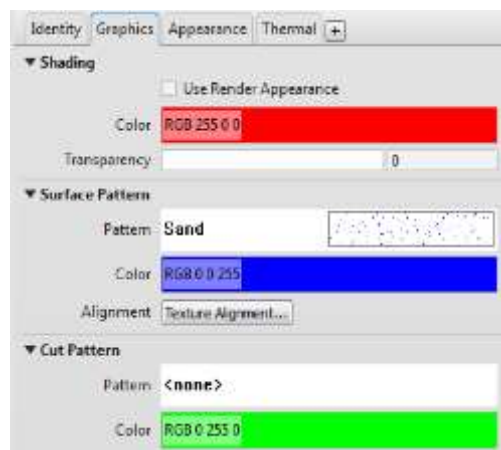 Identity Graphics Appearance Thermal +
Shading
Use Render Appearance
Color RGB 255 0 0
Transparency 0
Surface Pattern
Pattern Sand
Color RGB 0 0 255
Alignment Texture Alignment...
Cut Pattern
Pattern <none>
Color RGB 0 255 0